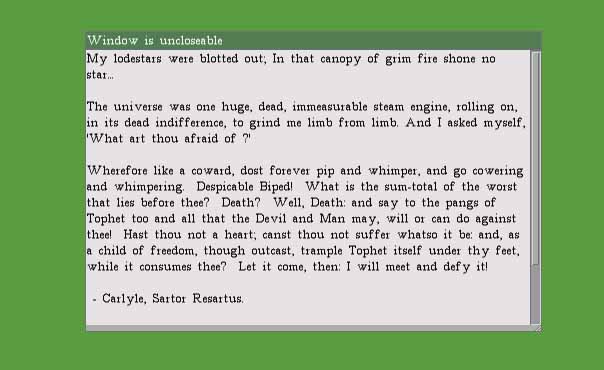 Window is uncloseable
My lodestars were blotted out; In that canopy of grim fire shone no
star...
The universe was one huge, dead, immeasurable steam engine, rolling on,
in its dead indifference, to grind me limb from limb. And I asked myself,
'What art thou afraid of ?'
Wherefore like a coward, dost forever pip and whimper, and go cowering
and whimpering. Despicable Biped! What is the sum-total of the worst
that lies before thee? Death? Well, Death: and say to the pangs of
Tophet too and all that the Devil and Man may, will or can do against
thee! Hast thou not a heart; canst thou not suffer whatso it be: and, as
a child of freedom, though outcast, trample Tophet itself under thy feet,
while it consumes thee? Let it come, then: I will meet and defy it!
- Carlyle, Sartor Resartus.